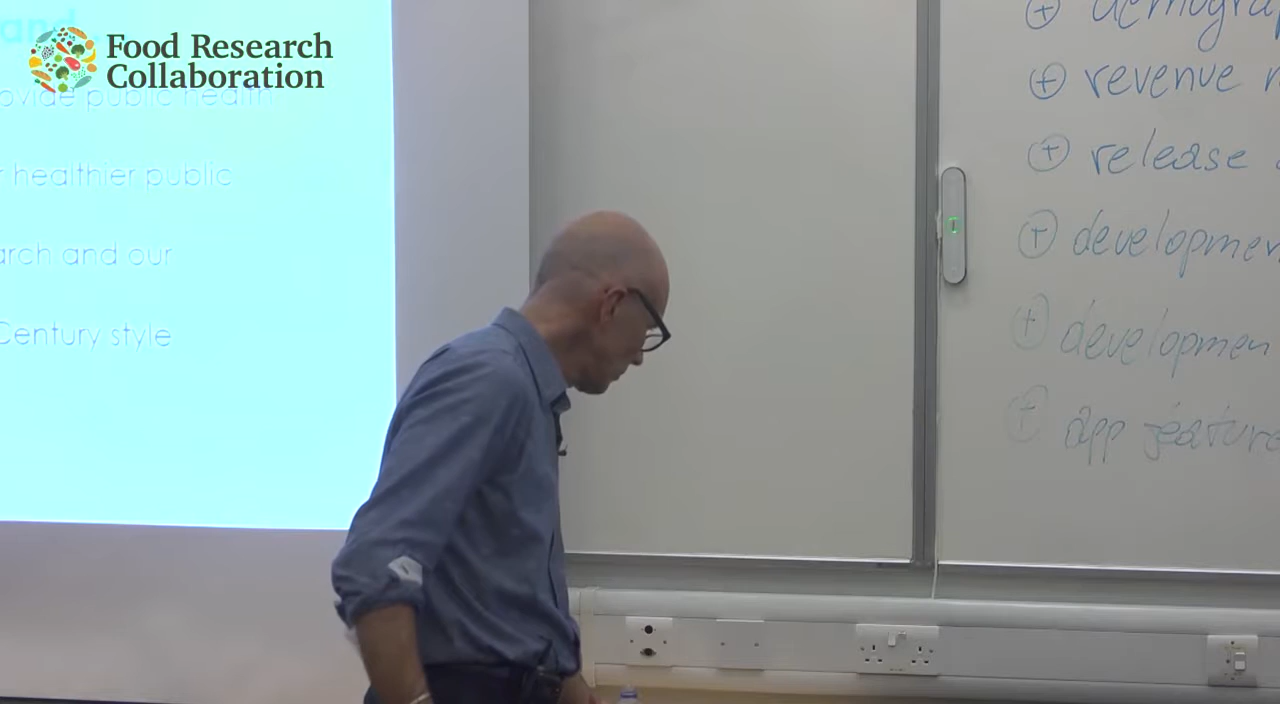 and
Food Research
Collaboration
ovide public health
r healthier public
arch and our
Century style
revenue
release
developmen
developmen
app feature